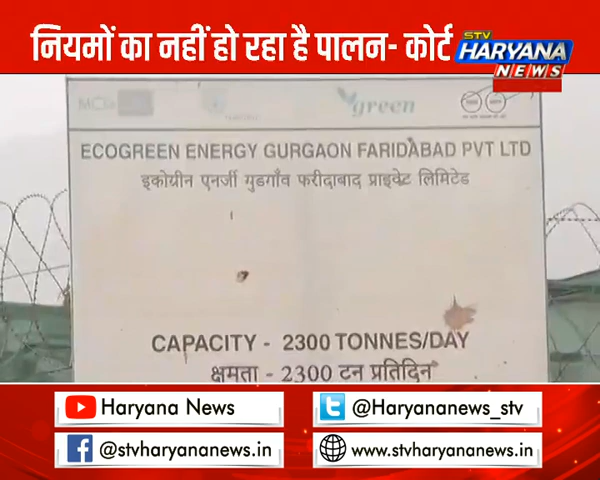 नियमों का नहीं हो रहा है पालन- कोर्ट
STV
HARYANA
NEWS
green
ECOGREEN ENERGY GURGAON FARIDABAD PVT LTD
इकोग्रीन एनर्जी गुडगाँव फरीदाबाद प्राइवेट लिमिटेड
CAPACITY - 2300 TONNES/DAY
क्षमता - 2300 टन प्रतिदिन
Haryana News
@Haryananews_stv
@stvharyananews.in
www.stvharyananews.in